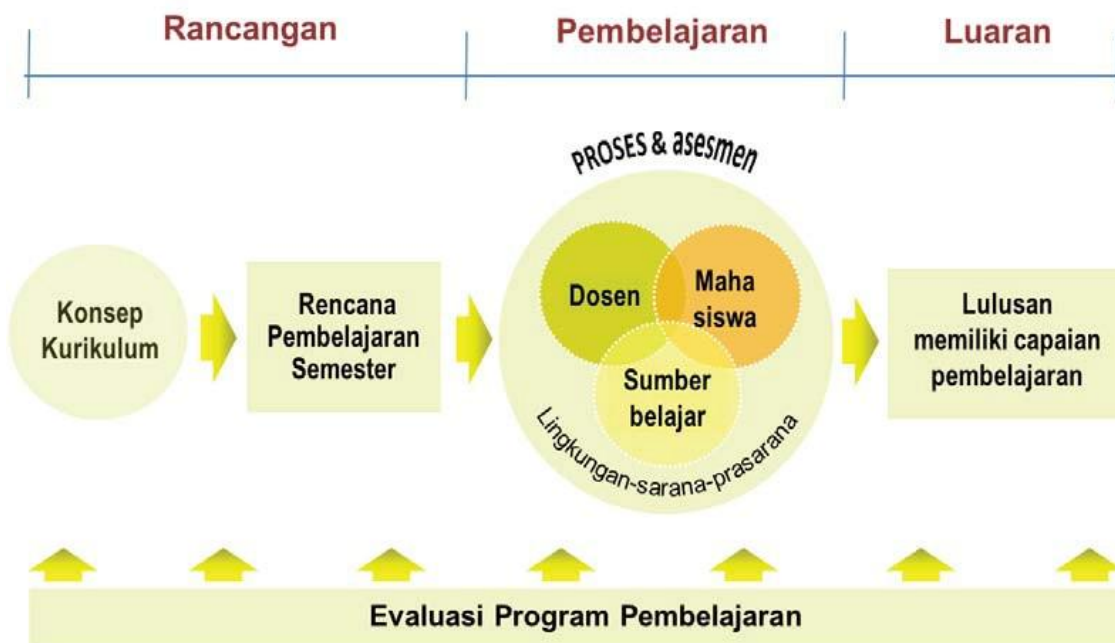 Rancangan
Pembelajaran
Luaran
PROSES & asesmen
Konsep
Kurikulum
Rencana
Pembelajaran
Semester
Dosen
Maha
siswa
Sumber
belajar
Lingkungan-sarana-prasarana
Lulusan
memiliki capaian
pembelajaran
Evaluasi Program Pembelajaran